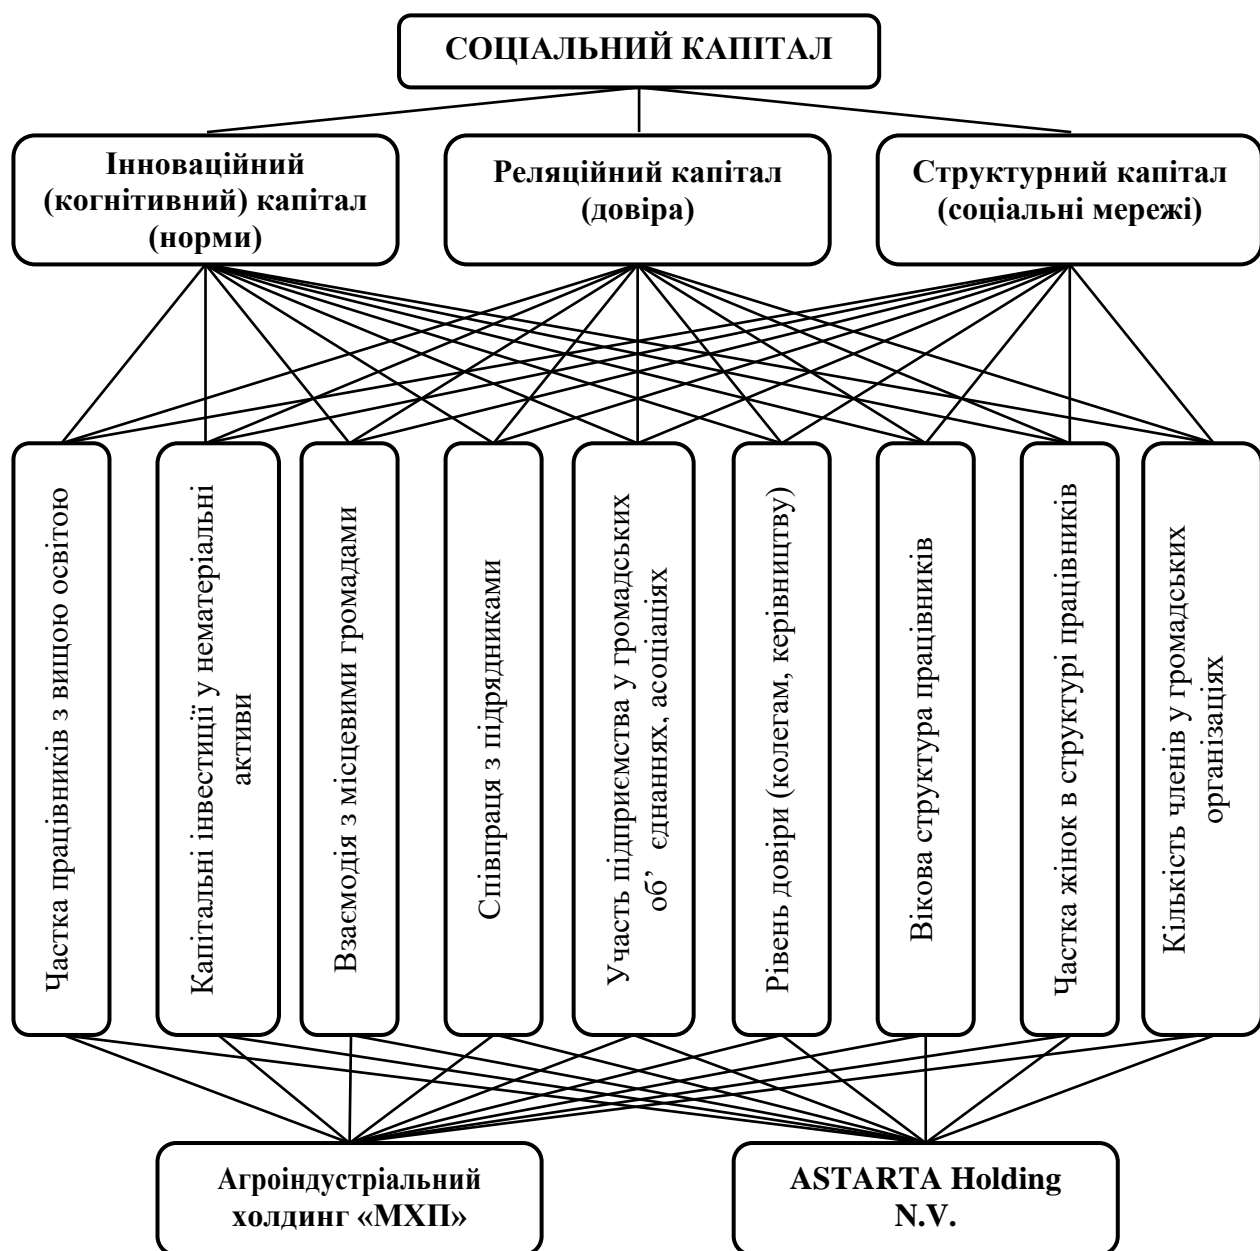 СОЦІАЛЬНИЙ КАПІТАЛ
Інноваційний
(когнітивний) капітал
(норми)
Реляційний капітал
(довіра)
Структурний капітал
(соціальні мережі)
Частка працівників з вищою освітою
Капітальні інвестиції у нематеріальні
активи
Взаємодія з місцевими громадами
Співпраця з підрядниками
Участь підприємства у громадських
об’ єднаннях, асоціаціях
Рівень довіри (колегам, керівництву)
Вікова структура працівників
Частка жінок в структурі працівників
Кількість членів у громадських
організаціях
Агроіндустріальний
холдинг «МХП»
ASTARTA Holding
N.V.